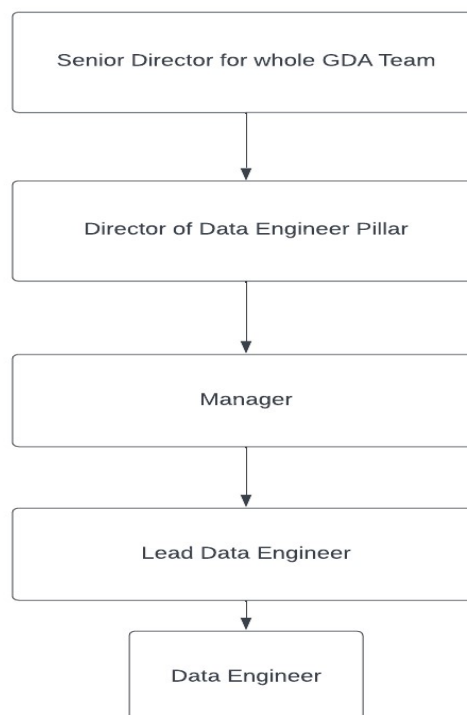 Senior Director for whole GDA Team
Director of Data Engineer Pillar
Manager
Lead Data Engineer
Data Engineer